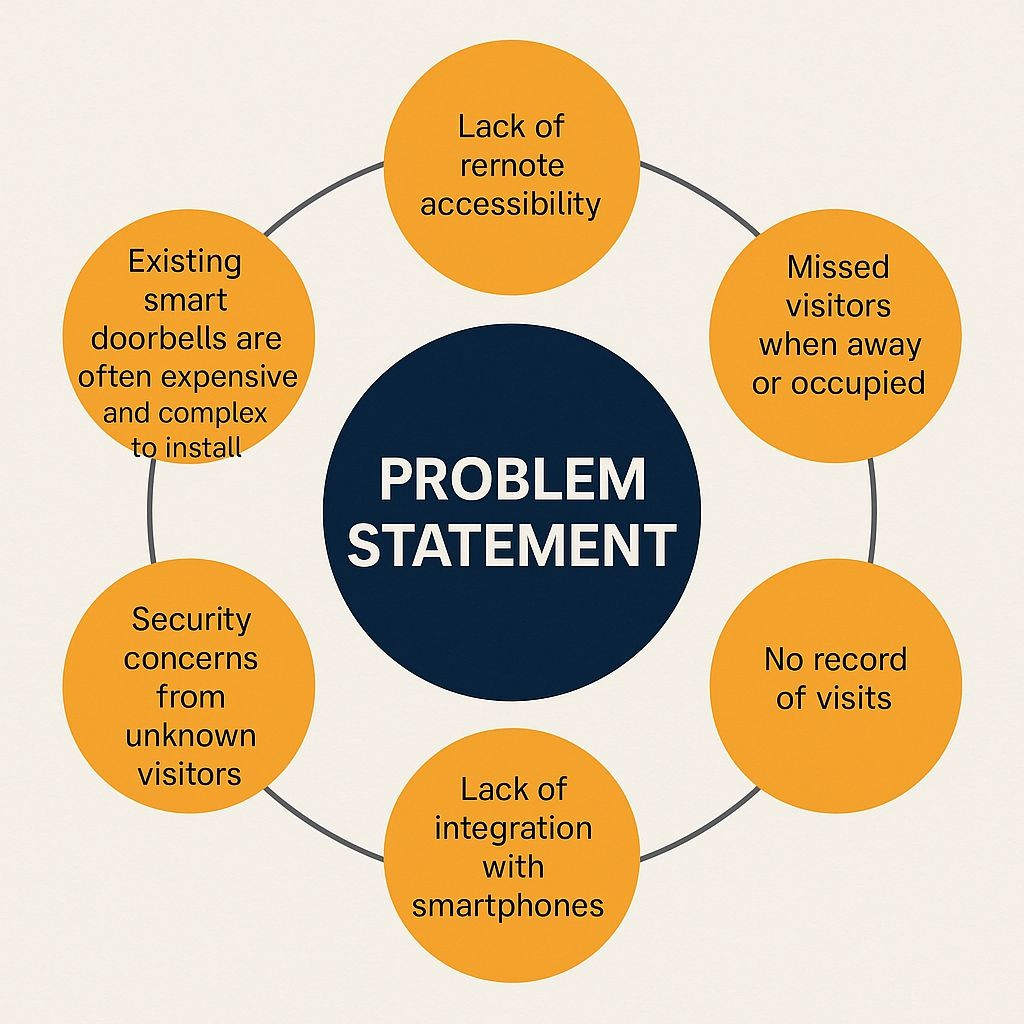 Lack of
rernote
accessibility
Missed
visitors
when away
or occupied
No record
of visits
Lack of
integration
with
smartphones
Security
concerns
from
unknown
visitors
Existing
smart
doorbells are
often expensive
and complex
to install
PROBLEM
STATEMENT